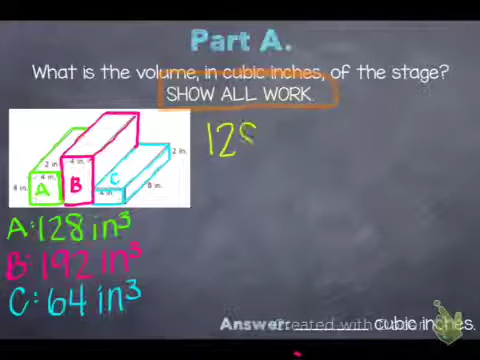 Part A.
What is the volume, in cubic inches, of the stage?
SHOW ALL WORK.
128
2 in
4 in.
4 in.
2 in.
4 in.
8 in.
4 in.
A
B
C
A: 128 in³
B: 192 in³
C: 64 in³
Answer: __________ cubic inches.
Created with